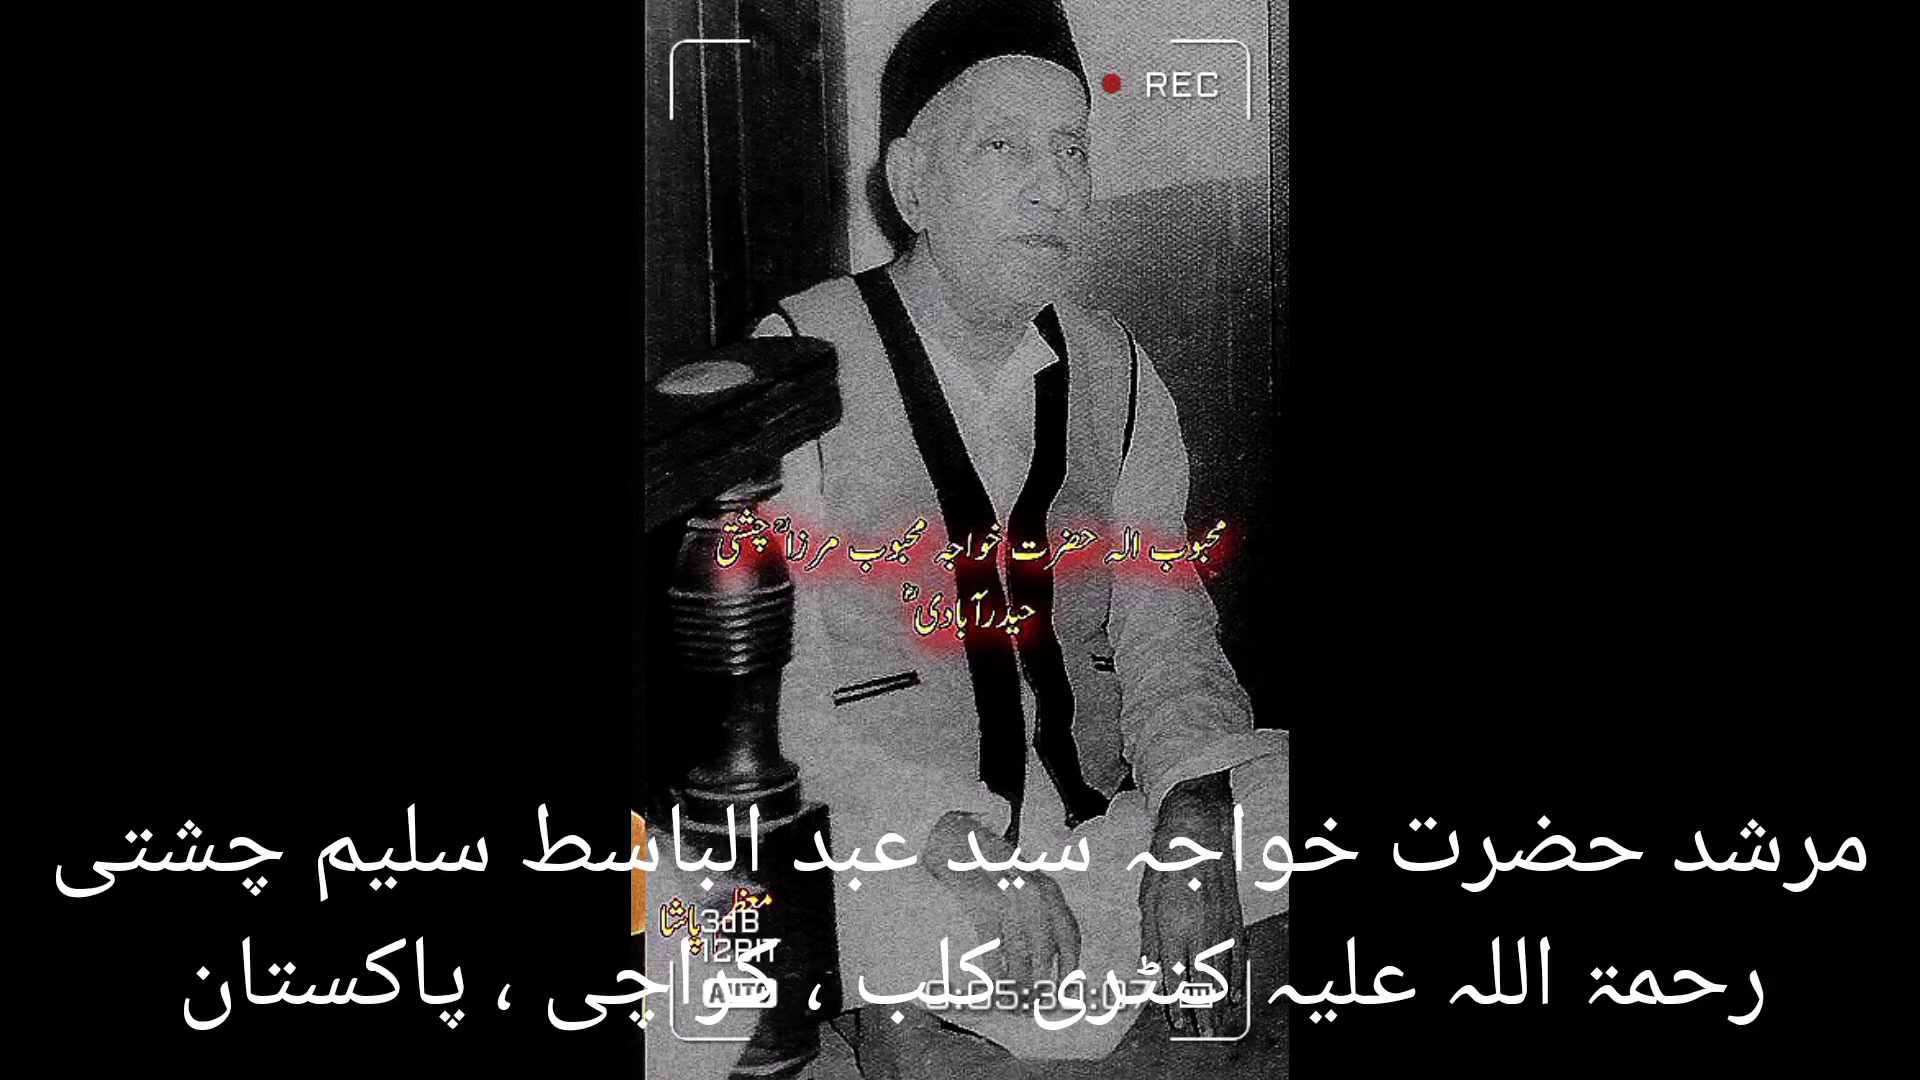 REC
محبوب الہ حضرت خواجہ محبوب مرزاؒ چشتی
حیدرآبادیؒ
مرشد حضرت خواجہ سید عبد الباسط سلیم چشتی
معظم پاشا
3dB
12BIT
رحمۃ اللہ علیہ کنٹری کلب ، کراچی ، پاکستان
AUTO